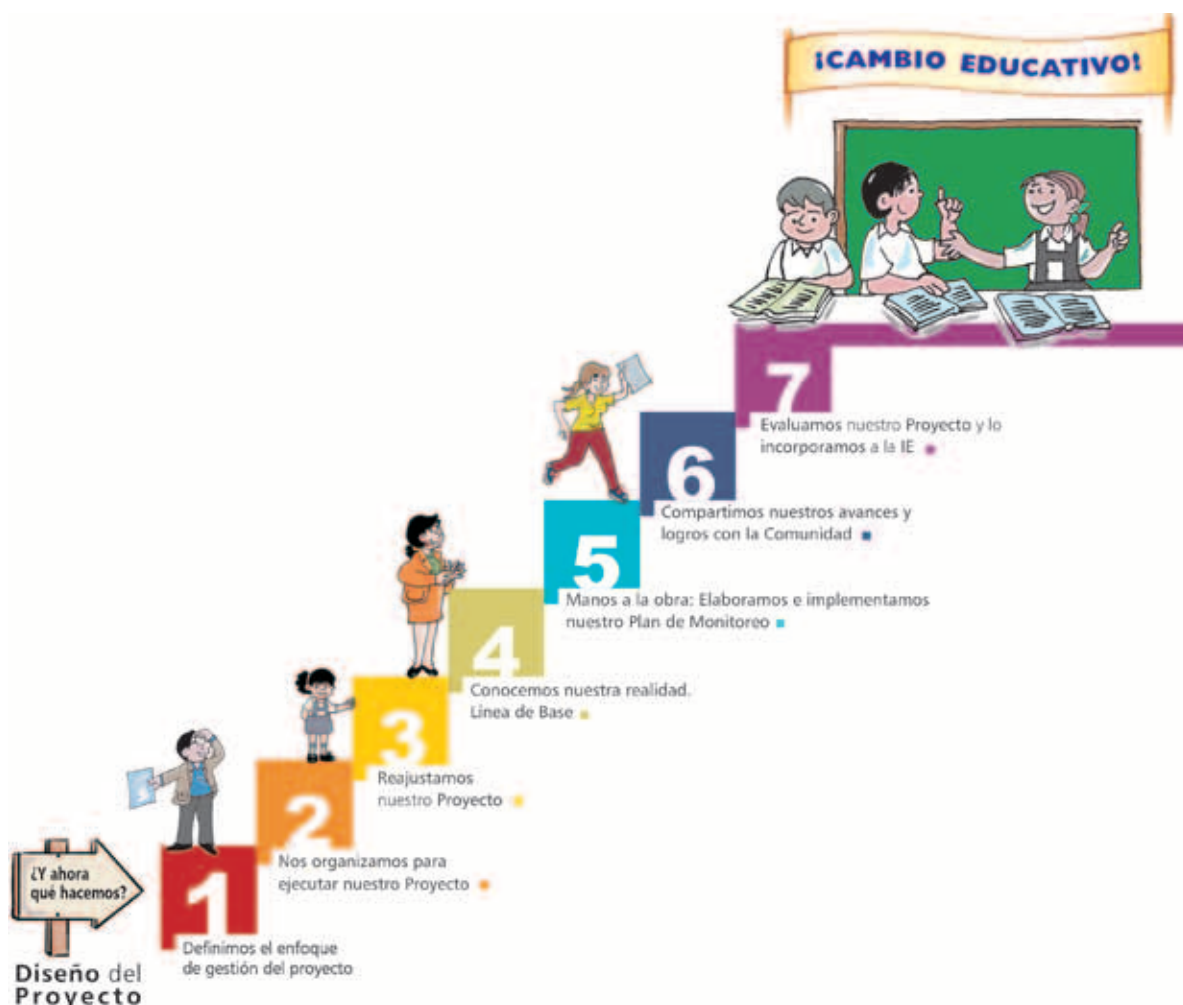 ¡CAMBIO EDUCATIVO!
7
Evaluamos nuestro Proyecto y lo
incorporamos a la IE
6
Compartimos nuestros avances y
logros con la Comunidad
5
Manos a la obra: Elaboramos e implementamos
nuestro Plan de Monitoreo
4
Conocemos nuestra realidad.
Línea de Base
3
Reajustamos
nuestro Proyecto
2
Nos organizamos para
ejecutar nuestro Proyecto
¿Y ahora
qué hacemos?
1
Definimos el enfoque
de gestión del proyecto
Diseño del
Proyecto